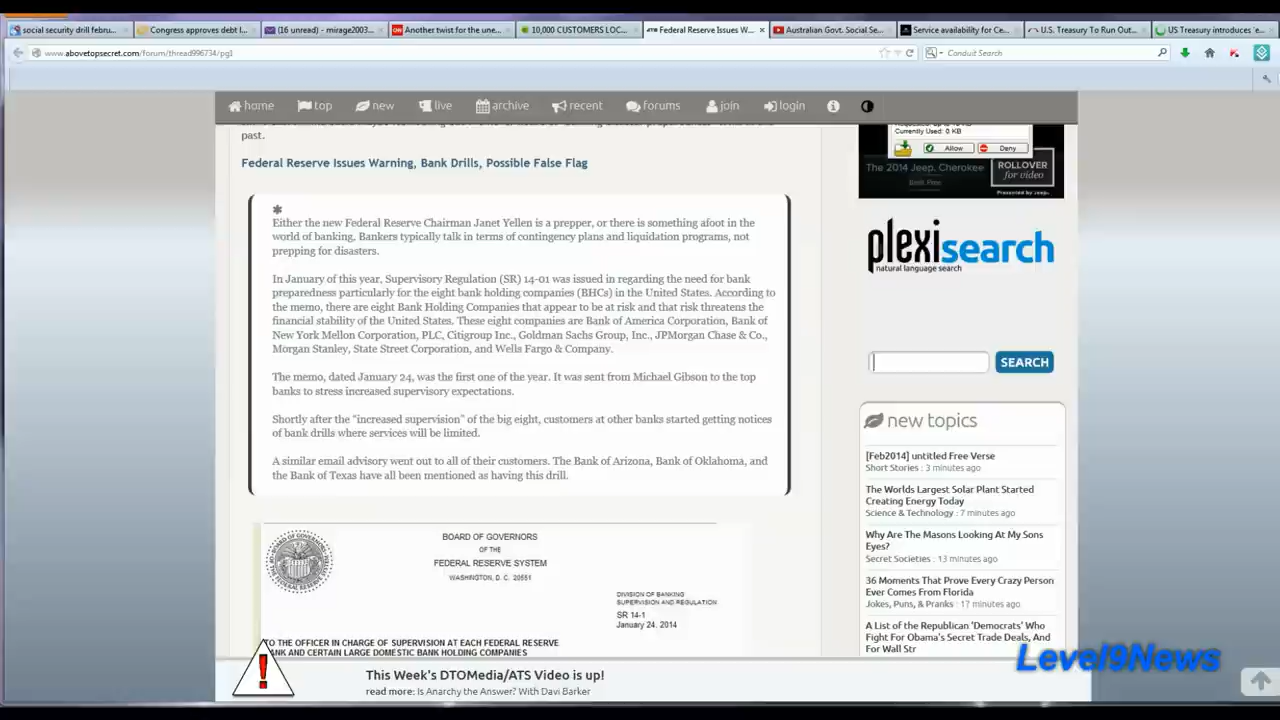 social security drill febru...
Congress approves debt l...
(16 unread) - mirage2003...
Another twist for the une...
10,000 CUSTOMERS LOC...
Federal Reserve Issues W...
Australian Govt. Social Se...
Service availability for Ce...
U.S. Treasury To Run Out...
US Treasury introduces 'e...
www.abovetopsecret.com/forum/thread996734/pg1
Conduit Search
home
top
new
live
archive
recent
forums
join
login
past.
Federal Reserve Issues Warning, Bank Drills, Possible False Flag
Either the new Federal Reserve Chairman Janet Yellen is a prepper, or there is something afoot in the
world of banking, Bankers typically talk in terms of contingency plans and liquidation programs, not
prepping for disasters.
In January of this year, Supervisory Regulation (SR) 14-01 was issued in regarding the need for bank
preparedness particularly for the eight bank holding companies (BHCs) in the United States. According to
the memo, there are eight Bank Holding Companies that appear to be at risk and that risk threatens the
financial stability of the United States. These eight companies are Bank of America Corporation, Bank of
New York Mellon Corporation, PLC, Citigroup Inc., Goldman Sachs Group, Inc., JPMorgan Chase & Co.,
Morgan Stanley, State Street Corporation, and Wells Fargo & Company.
The memo, dated January 24, was the first one of the year. It was sent from Michael Gibson to the top
banks to stress increased supervisory expectations.
Shortly after the "increased supervision" of the big eight, customers at other banks started getting notices
of bank drills where services will be limited.
A similar email advisory went out to all of their customers. The Bank of Arizona, Bank of Oklahoma, and
the Bank of Texas have all been mentioned as having this drill.
BOARD OF GOVERNORS
OF THE
FEDERAL RESERVE SYSTEM
WASHINGTON, D. C. 20551
DIVISION OF BANKING
SUPERVISION AND REGULATION
SR 14-1
January 24, 2014
TO THE OFFICER IN CHARGE OF SUPERVISION AT EACH FEDERAL RESERVE
BANK AND CERTAIN LARGE DOMESTIC BANK HOLDING COMPANIES
This Week's DTOMedia/ATS Video is up!
read more: Is Anarchy the Answer? With Davi Barker
Currently Used: 0 KB
Allow
Deny
The 2014 Jeep. Cherokee
ROLLOVER
for video
Presented by Jeep.
plexisearch
natural language search
SEARCH
new topics
[Feb2014] untitled Free Verse
Short Stories : 3 minutes ago
The Worlds Largest Solar Plant Started
Creating Energy Today
Science & Technology : 7 minutes ago
Why Are The Masons Looking At My Sons
Eyes?
Secret Societies : 13 minutes ago
36 Moments That Prove Every Crazy Person
Ever Comes From Florida
Jokes, Puns, & Pranks : 17 minutes ago
A List of the Republican 'Democrats' Who
Fight For Obama's Secret Trade Deals, And
For Wall Str
Level9News